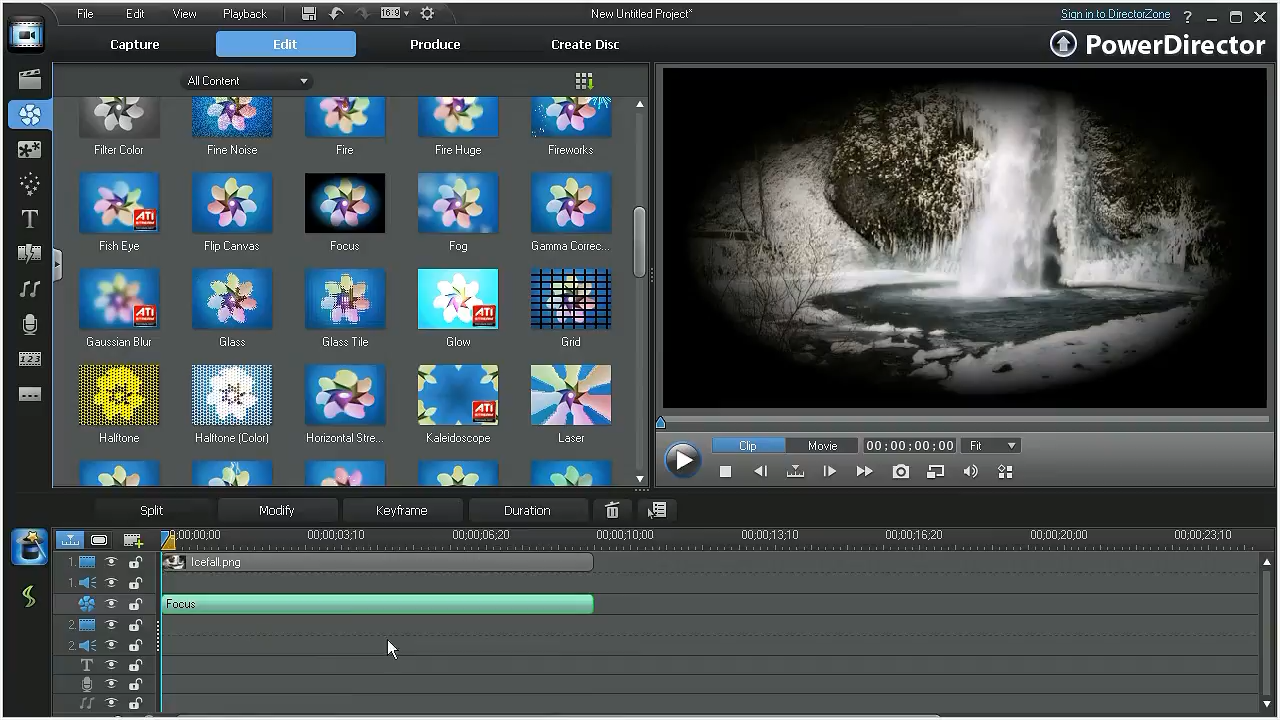 File Edit View Playback 16:9 New Untitled Project* Sign in to DirectorZone ?
Capture Edit Produce Create Disc PowerDirector
All Content
Filter Color Fine Noise Fire Fire Huge Fireworks
ATI
Fish Eye Flip Canvas Focus Fog Gamma Correc...
ATI ATI
Gaussian Blur Glass Glass Tile Glow Grid
ATI
Halftone Halftone (Color) Horizontal Stre... Kaleidoscope Laser
Clip Movie 00;00;00;00 Fit
Split Modify Keyframe Duration
00;00;00;00 00;00;03;10 00;00;06;20 00;00;10;00 00;00;13;10 00;00;16;20 00;00;20;00 00;00;23;10
1. Icefall.png
1.
Focus
2.
2.
T